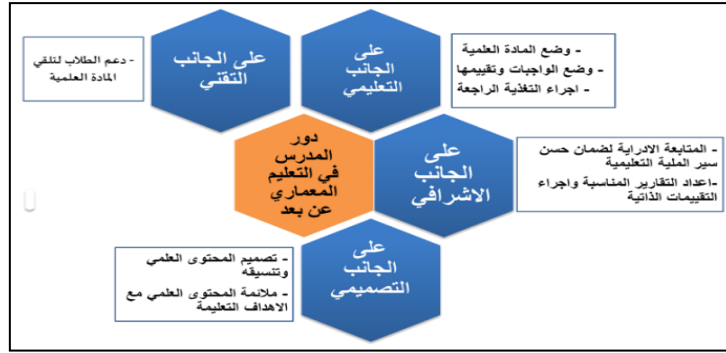 على الجانب
التقني
- دعم الطلاب لتلقي
المادة العلمية
على
الجانب
التعليمي
- وضع المادة العلمية
- وضع الواجبات وتقييمها
- اجراء التغذية الراجعة
دور
المدرس
في التعليم
المعماري
عن بعد
على
الجانب
الاشرافي
- المتابعة الادراية لضمان حسن
سير الملية التعليمية
-اعداد التقارير المناسبة واجراء
التقييمات الذاتية
على
الجانب
التصميمي
- تصميم المحتوى العلمي
وتنسيقه
- ملائمة المحتوى العلمي مع
الاهداف التعليمة